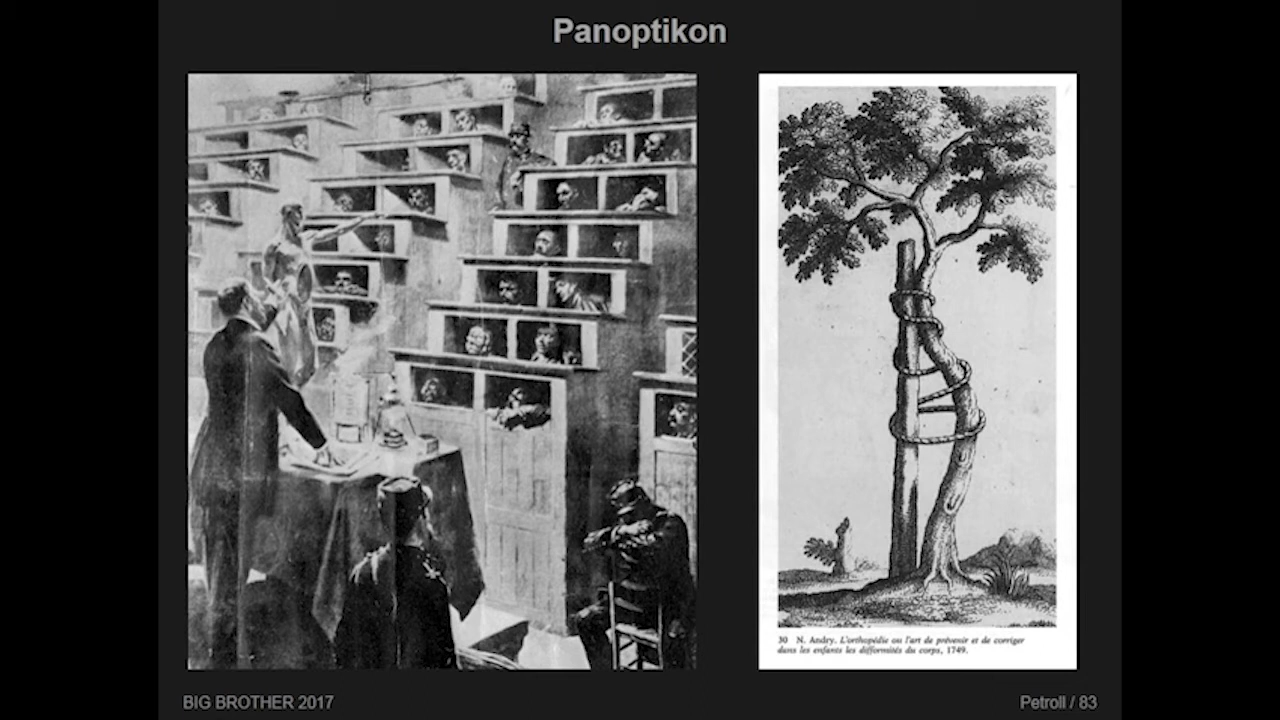 Panoptikon
30 N. Andry. L'orthopédie ou l'art de prévenir et de corriger
dans les enfants les difformités du corps, 1749.
BIG BROTHER 2017
Petroll / 83